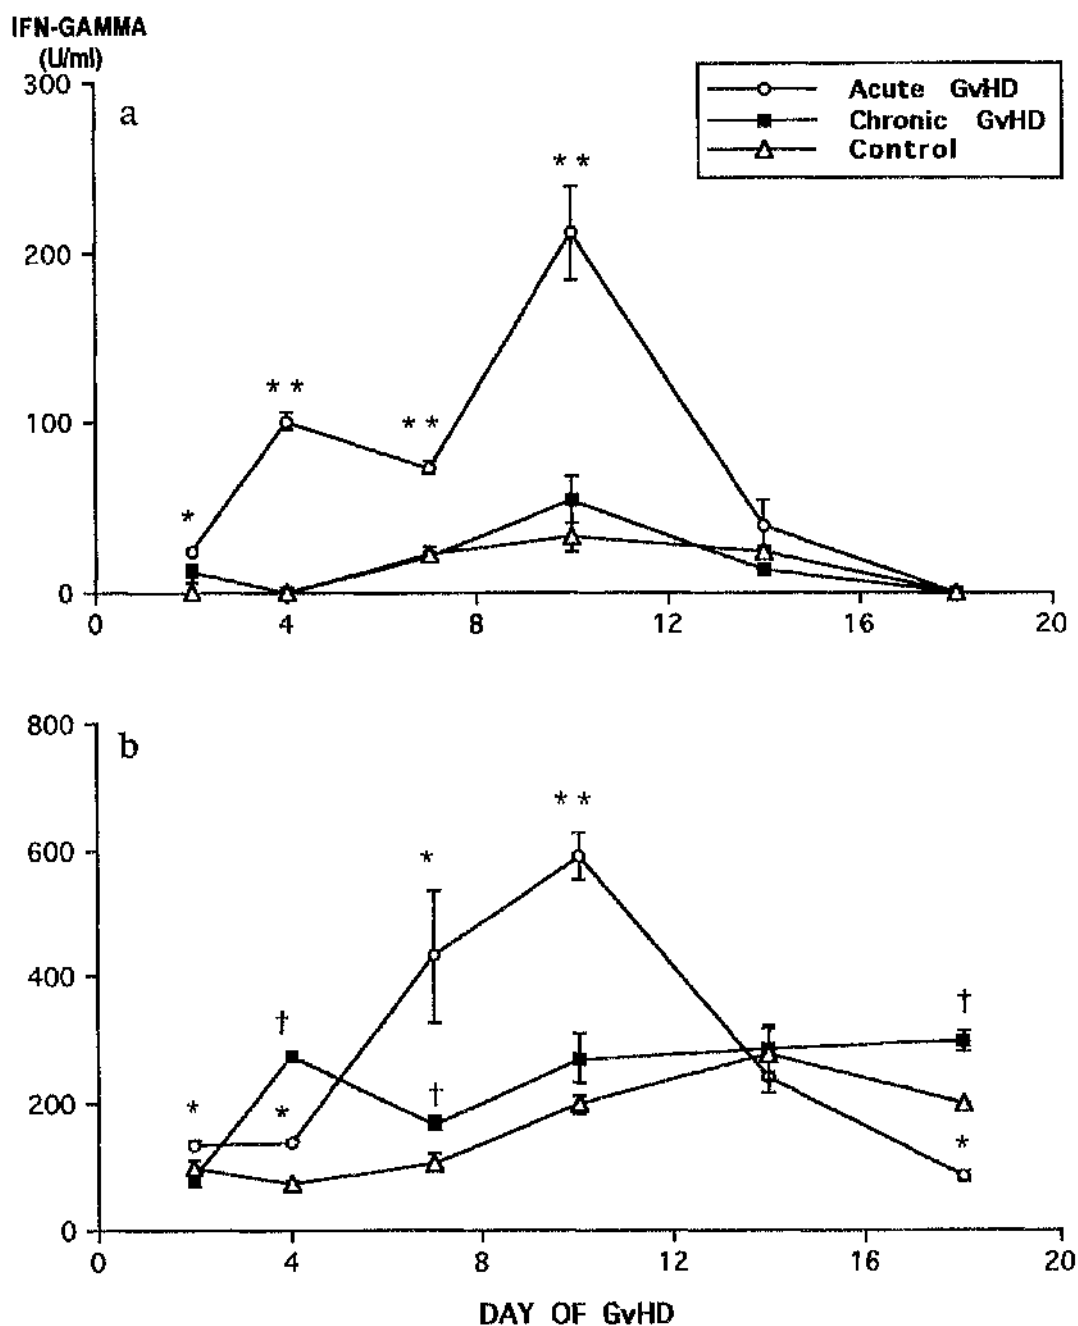 IFN-GAMMA
(U/ml)
300
a
Acute GvHD
Chronic GvHD
Control
**
200
**
100
**
*
0
0 4 8 12 16 20
800
b
**
600
*
400
†
†
†
200
*
*
*
0
0 4 8 12 16 20
DAY OF GvHD